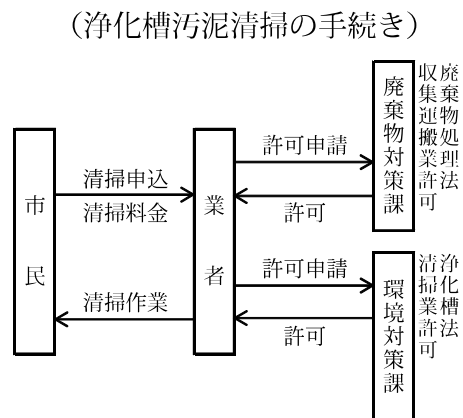 （浄化槽汚泥清掃の手続き）
市民
清掃申込
清掃料金
清掃作業
業者
許可申請
許可
許可申請
許可
廃棄物対策課
廃棄物処理法
収集運搬業許可
環境対策課
浄化槽法
清掃業許可